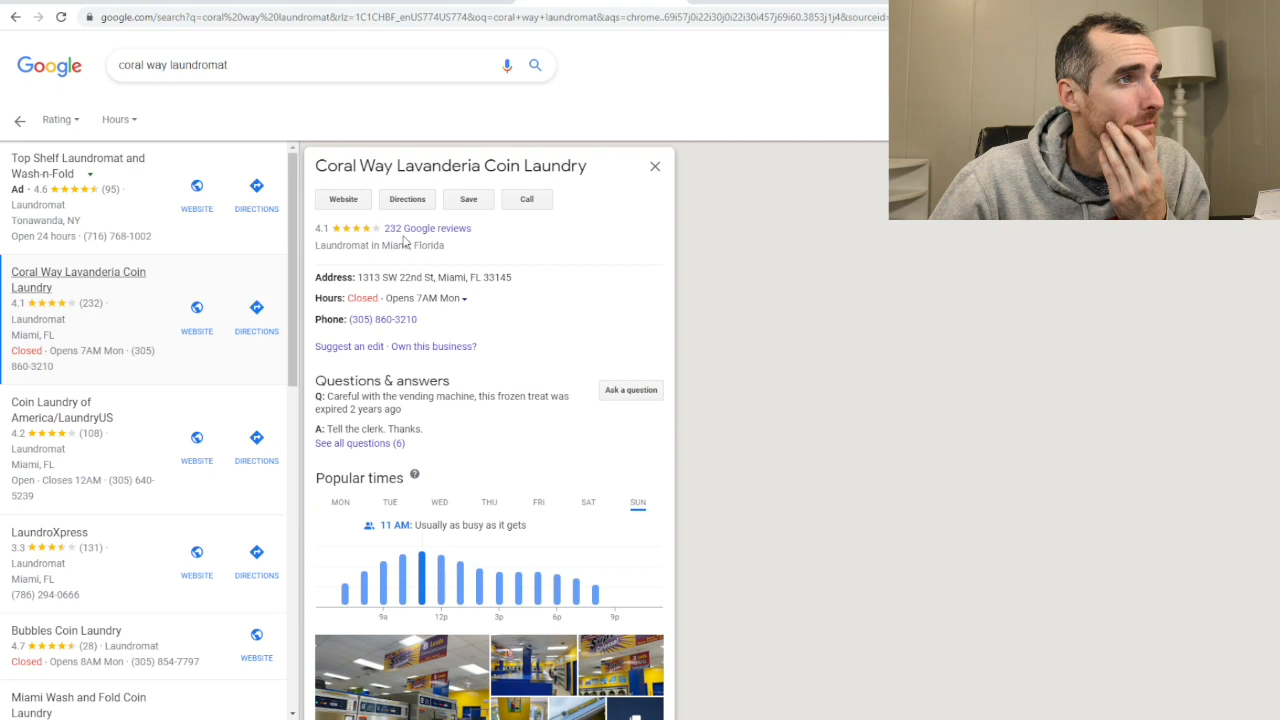 google.com/search?q=coral%20way%20laundromat&rlz=1C1CHBF_enUS774US774&oq=coral+way+laundromat&aqs=chrome..69i57j0i22i30j0i22i30i457j69i60.3853j1j4&sourceid=
Google
coral way laundromat
Rating
Hours
Top Shelf Laundromat and
Wash-n-Fold
Ad · 4.6 (95) ·
Laundromat
Tonawanda, NY
Open 24 hours · (716) 768-1002
WEBSITE
DIRECTIONS
Coral Way Lavanderia Coin
Laundry
4.1 (232) ·
Laundromat
Miami, FL
Closed · Opens 7AM Mon · (305)
860-3210
WEBSITE
DIRECTIONS
Coin Laundry of
America/LaundryUS
4.2 (108) ·
Laundromat
Miami, FL
Open · Closes 12AM · (305) 640-
5239
WEBSITE
DIRECTIONS
LaundroXpress
3.3 (131) ·
Laundromat
Miami, FL
(786) 294-0666
WEBSITE
DIRECTIONS
Bubbles Coin Laundry
4.7 (28) · Laundromat
Closed · Opens 8AM Mon · (305) 854-7797
WEBSITE
Miami Wash and Fold Coin
Laundry
Coral Way Lavanderia Coin Laundry
Website
Directions
Save
Call
4.1 232 Google reviews
Laundromat in Miami, Florida
Address: 1313 SW 22nd St, Miami, FL 33145
Hours: Closed · Opens 7AM Mon
Phone: (305) 860-3210
Suggest an edit · Own this business?
Questions & answers
Ask a question
Q: Careful with the vending machine, this frozen treat was
expired 2 years ago
A: Tell the clerk. Thanks.
See all questions (6)
Popular times
MON TUE WED THU FRI SAT SUN
11 AM: Usually as busy as it gets
9a 12p 3p 6p 9p